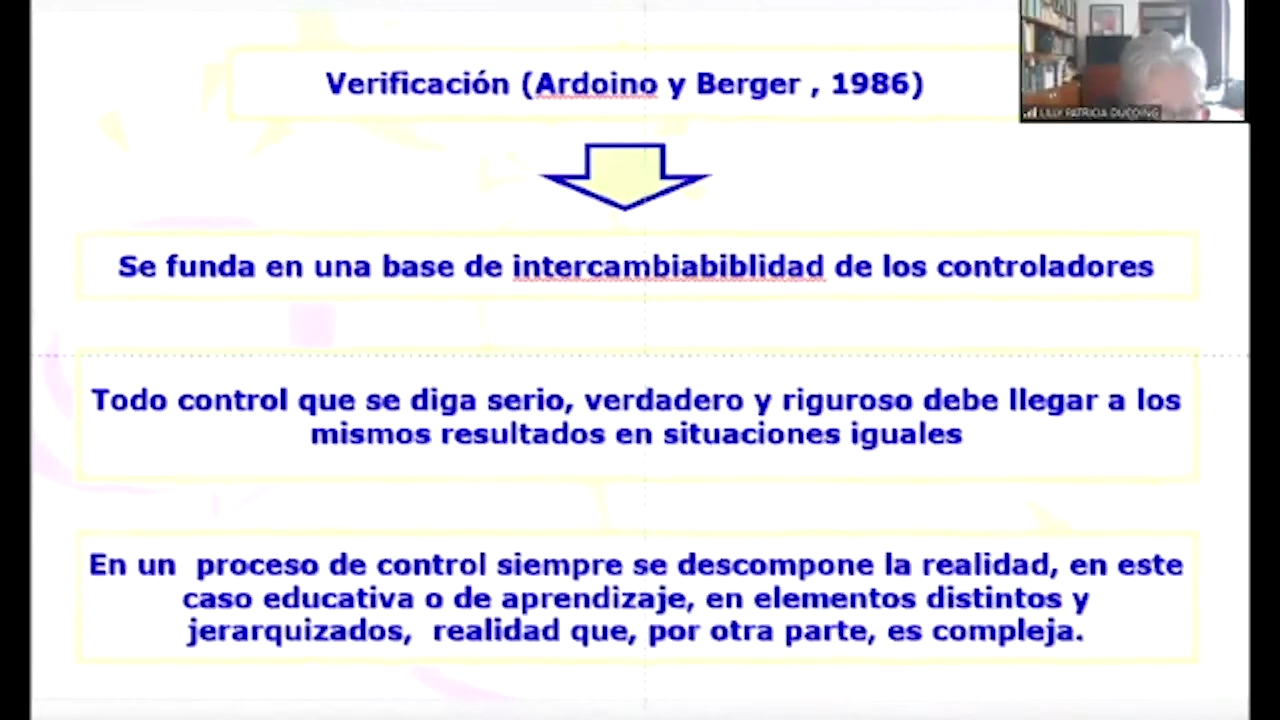 Verificación (Ardoino y Berger , 1986)
LILLY PATRICIA DUCOING
Se funda en una base de intercambiabiblidad de los controladores
Todo control que se diga serio, verdadero y riguroso debe llegar a los
mismos resultados en situaciones iguales
En un  proceso de control siempre se descompone la realidad, en este
caso educativa o de aprendizaje, en elementos distintos y
jerarquizados,  realidad que, por otra parte, es compleja.